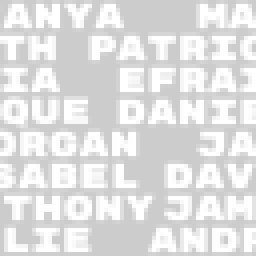 ANYA MA
TH PATRIC
IA EFRAI
QUE DANIE
ORGAN JA
SABEL DAV
THONY JAM
LIE ANDR